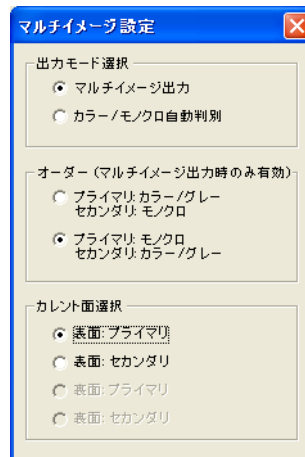 マルチイメージ設定
出力モード選択
マルチイメージ出力
カラー/モノクロ自動判別
オーダー(マルチイメージ出力時のみ有効)
プライマリ:カラー/グレー
セカンダリ:モノクロ
プライマリ:モノクロ
セカンダリ:カラー/グレー
カレント面選択
表面:プライマリ
表面:セカンダリ
裏面:プライマリ
裏面:セカンダリ